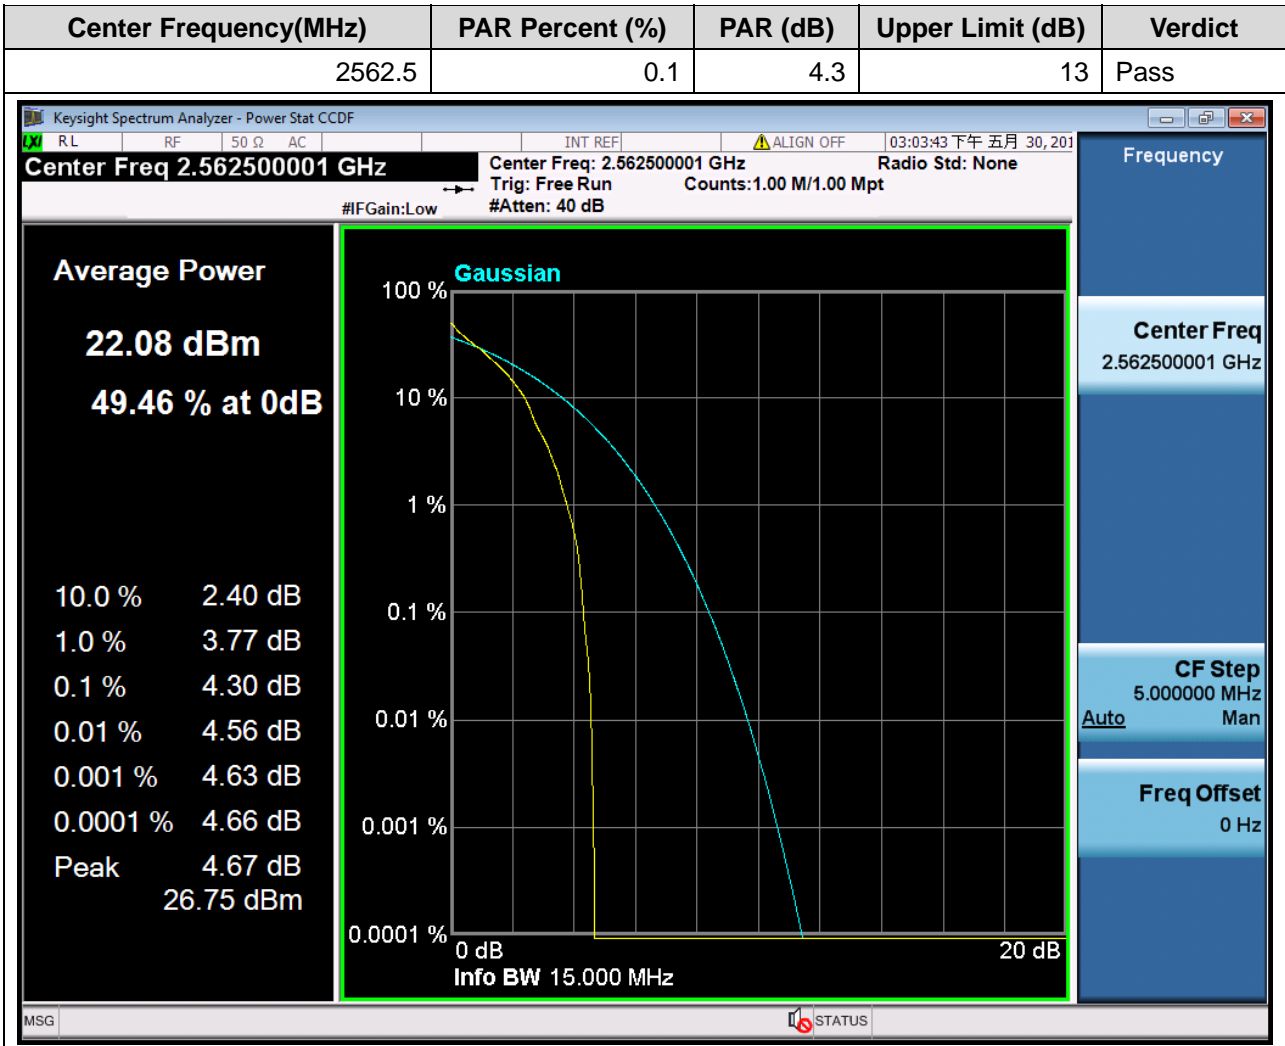 Center Frequency(MHz) PAR Percent (%) PAR (dB) Upper Limit (dB) Verdict
2562.5 0.1 4.3 13 Pass
Keysight Spectrum Analyzer - Power Stat CCDF
LXI RL RF 50 Ω AC INT REF ALIGN OFF 03:03:43 下午 五月 30, 201
Center Freq 2.562500001 GHz
Center Freq: 2.562500001 GHz Radio Std: None
Trig: Free Run Counts:1.00 M/1.00 Mpt
#IFGain:Low #Atten: 40 dB
Frequency
Average Power
22.08 dBm
49.46 % at 0dB
10.0 % 2.40 dB
1.0 % 3.77 dB
0.1 % 4.30 dB
0.01 % 4.56 dB
0.001 % 4.63 dB
0.0001 % 4.66 dB
Peak 4.67 dB
26.75 dBm
Gaussian
100 %
10 %
1 %
0.1 %
0.01 %
0.001 %
0.0001 %
0 dB 20 dB
Info BW 15.000 MHz
Center Freq
2.562500001 GHz
CF Step
5.000000 MHz
Auto Man
Freq Offset
0 Hz
MSG STATUS